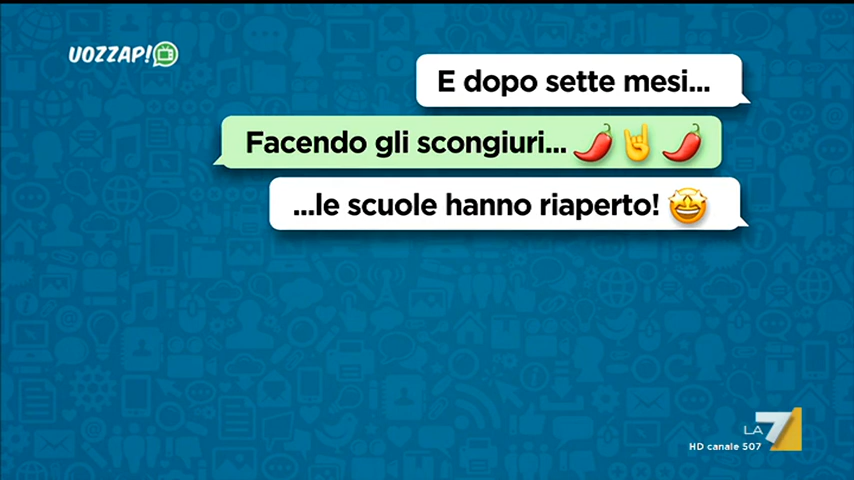 UOZZAP!
E dopo sette mesi...
Facendo gli scongiuri... 🌶️🤘🌶️
...le scuole hanno riaperto! 🤩
LA7
HD canale 507